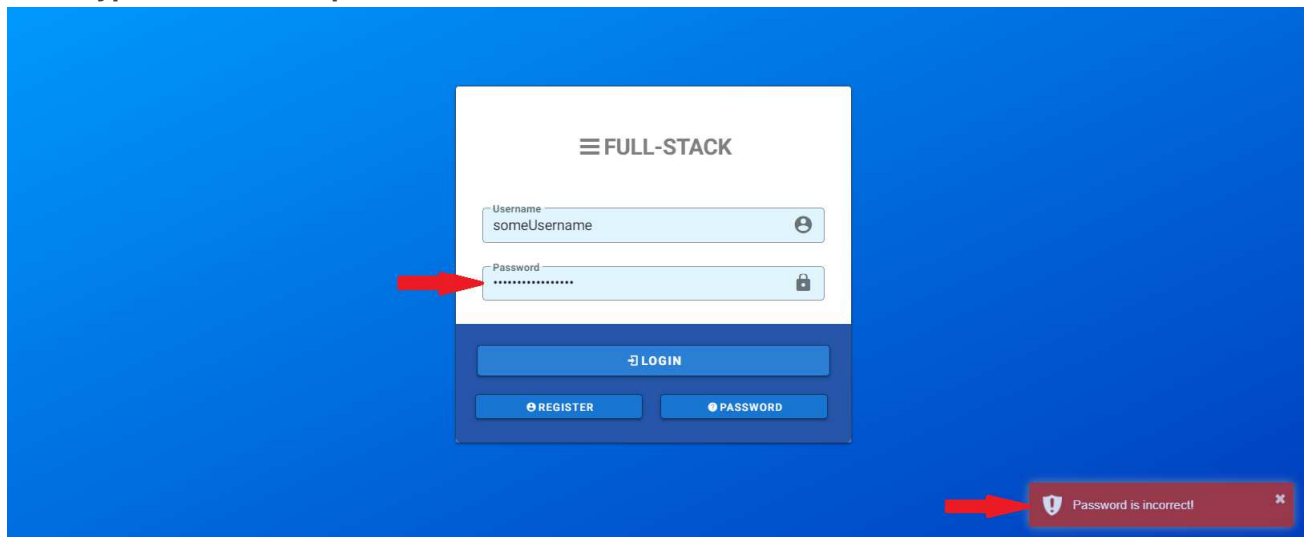 FULL-STACK
Username
someUsername
Password
•••••••••••••••••
LOGIN
REGISTER
PASSWORD
Password is incorrect!